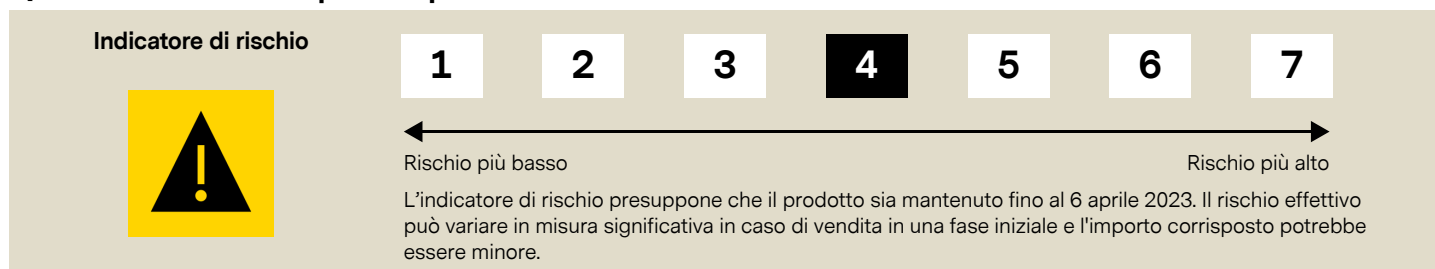 Indicatore di rischio
1 2 3 4 5 6 7
Rischio più basso Rischio più alto
L'indicatore di rischio presuppone che il prodotto sia mantenuto fino al 6 aprile 2023. Il rischio effettivo
può variare in misura significativa in caso di vendita in una fase iniziale e l'importo corrisposto potrebbe
essere minore.